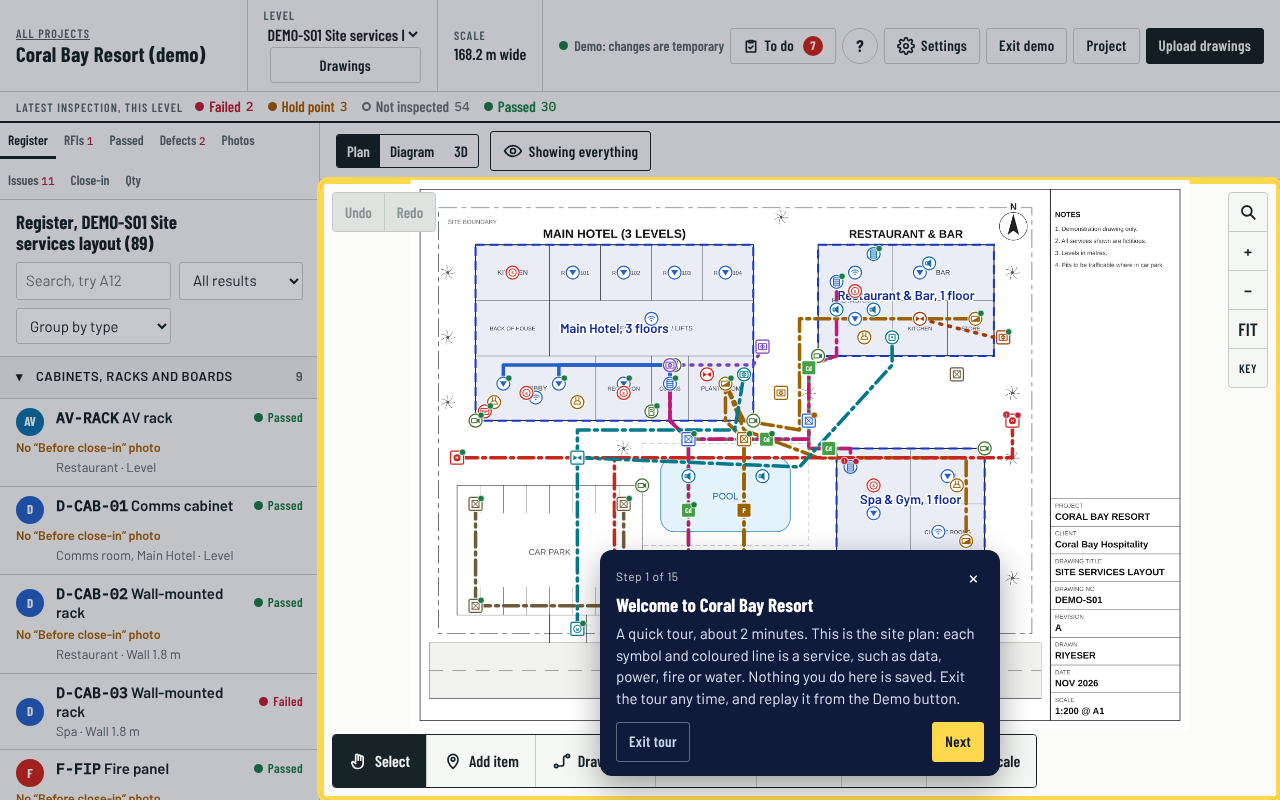 ALL PROJECTS
Coral Bay Resort (demo)
LEVEL
DEMO-S01 Site services l
Drawings
SCALE
168.2 m wide
Demo: changes are temporary
To do 7
?
Settings
Exit demo
Project
Upload drawings
LATEST INSPECTION, THIS LEVEL
Failed 2
Hold point 3
Not inspected 54
Passed 30
Register
RFIs 1
Passed
Defects 2
Photos
Issues 11
Close-in
Qty
Plan
Diagram
3D
Showing everything
Register, DEMO-S01 Site
services layout (89)
Search, try A12
All results
Group by type
CABINETS, RACKS AND BOARDS 9
AV AV-RACK AV rack
Passed
No “Before close-in” photo
Restaurant · Level
D D-CAB-01 Comms cabinet
Passed
No “Before close-in” photo
Comms room, Main Hotel · Level
D D-CAB-02 Wall-mounted
rack
Passed
No “Before close-in” photo
Restaurant · Wall 1.8 m
D D-CAB-03 Wall-mounted
rack
Failed
Spa · Wall 1.8 m
F F-FIP Fire panel
Passed
No “Before close-in” photo
Undo
Redo
SITE BOUNDARY
MAIN HOTEL (3 LEVELS)
RESTAURANT & BAR
N
101
102
103
104
BAR
Restaurant & Bar, 1 floor
BACK OF HOUSE
Main Hotel, 3 floors
/ LIFTS
KITCHEN
Cd
Cd
Cd
POOL
Cd
P
Spa & Gym, 1 floor
CAR PARK
NOTES
1. Demonstration drawing only.
2. All services shown are fictitious.
3. Levels in metres.
4. Pits to be trafficable where in car park.
PROJECT
CORAL BAY RESORT
CLIENT
Coral Bay Hospitality
DRAWING TITLE
SITE SERVICES LAYOUT
DRAWING NO
DEMO-S01
REVISION
A
DRAWN
RIYESER
DATE
NOV 2026
SCALE
1:200 @ A1
+
−
FIT
KEY
Step 1 of 15
×
Welcome to Coral Bay Resort
A quick tour, about 2 minutes. This is the site plan: each
symbol and coloured line is a service, such as data,
power, fire or water. Nothing you do here is saved. Exit
the tour any time, and replay it from the Demo button.
Exit tour
Next
Select
Add item